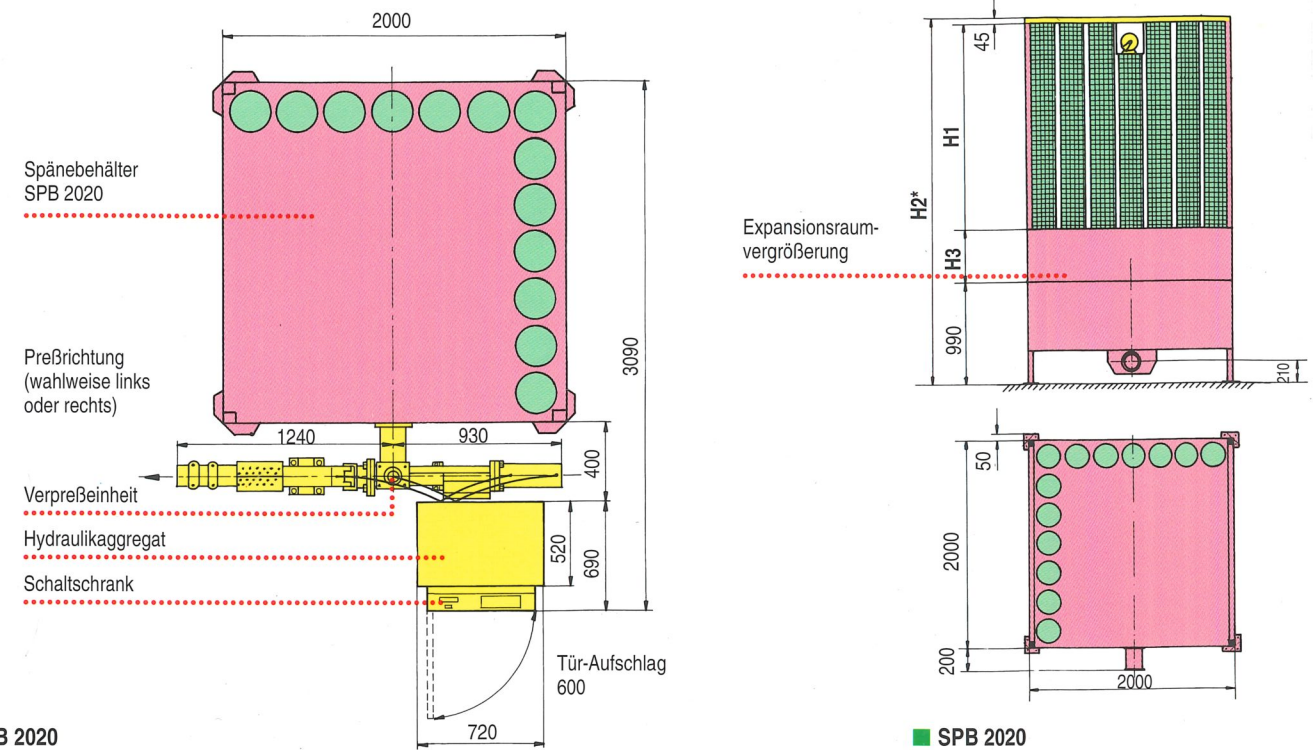 2000
Spänebehälter
SPB 2020
Preßrichtung
(wahlweise links
oder rechts)
3090
1240
930
400
Verpreßeinheit
Hydraulikaggregat
Schaltschrank
520
690
Tür-Aufschlag
600
720
B 2020
45
H1
H2*
Expansionsraum-
vergrößerung
H3
990
210
50
2000
200
2000
SPB 2020